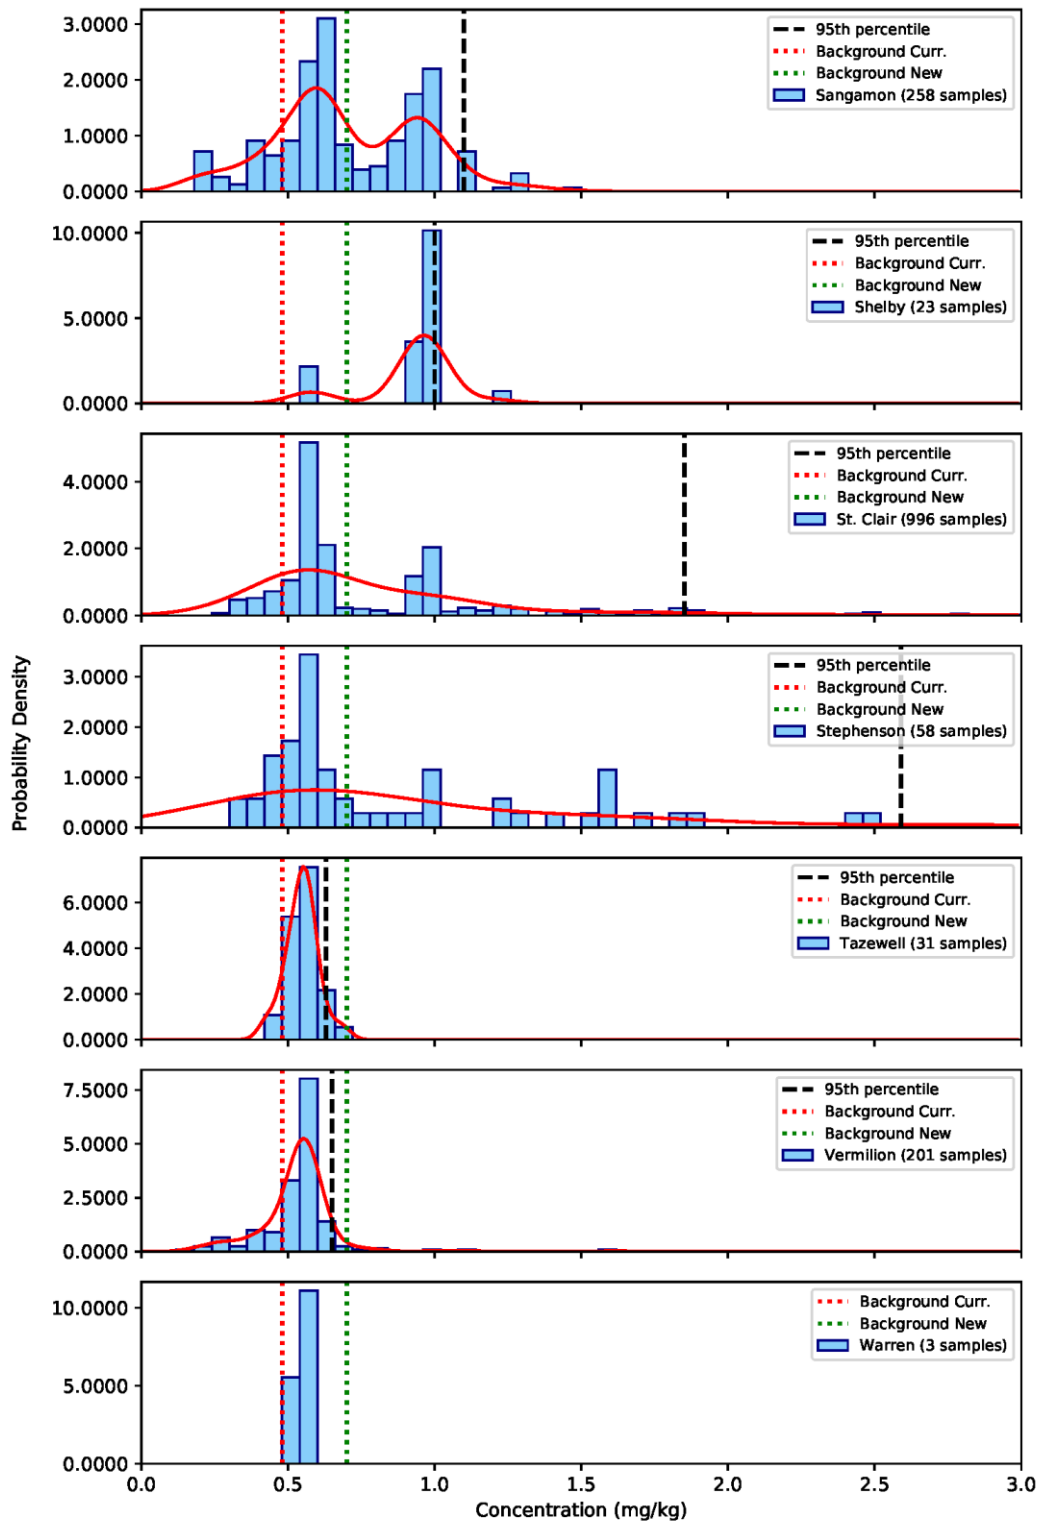 3.0000
2.0000
1.0000
0.0000
95th percentile
Background Curr.
Background New
Sangamon (258 samples)
10.0000
5.0000
0.0000
95th percentile
Background Curr.
Background New
Shelby (23 samples)
4.0000
2.0000
0.0000
95th percentile
Background Curr.
Background New
St. Clair (996 samples)
Probability Density
3.0000
2.0000
1.0000
0.0000
95th percentile
Background Curr.
Background New
Stephenson (58 samples)
6.0000
4.0000
2.0000
0.0000
95th percentile
Background Curr.
Background New
Tazewell (31 samples)
7.5000
5.0000
2.5000
0.0000
95th percentile
Background Curr.
Background New
Vermilion (201 samples)
10.0000
5.0000
0.0000
Background Curr.
Background New
Warren (3 samples)
0.0 0.5 1.0 1.5 2.0 2.5 3.0
Concentration (mg/kg)